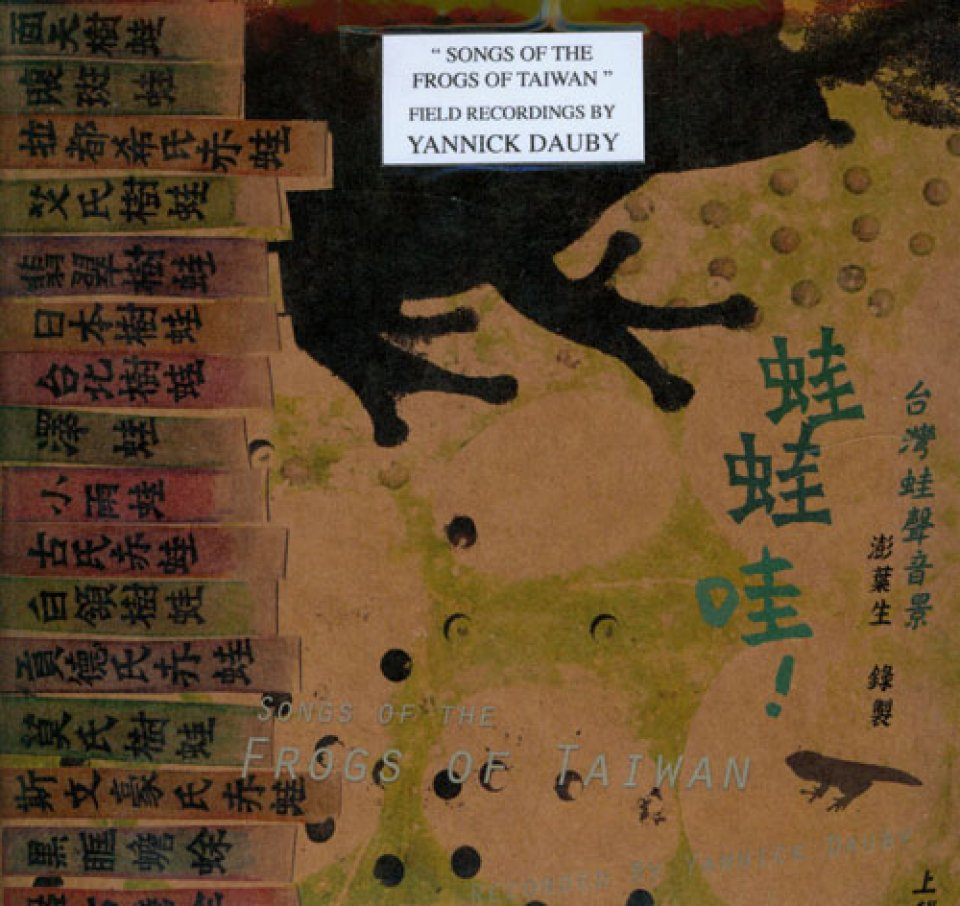 “ SONGS OF THE
FROGS OF TAIWAN ”
FIELD RECORDINGS BY
YANNICK DAUBY
面天樹蛙
虎斑蛙
拉都希氏赤蛙
艾氏樹蛙
翡翠樹蛙
日本樹蛙
台北樹蛙
澤蛙
小雨蛙
古氏赤蛙
白頷樹蛙
貢德氏赤蛙
莫氏樹蛙
斯文豪氏赤蛙
黑眶蟾蜍
台灣蛙聲音景
澎葉生 錄製
蛙
蛙
哇!
SONGS OF THE
FROGS OF TAIWAN
RECORDED BY YANNICK DAUBY
上